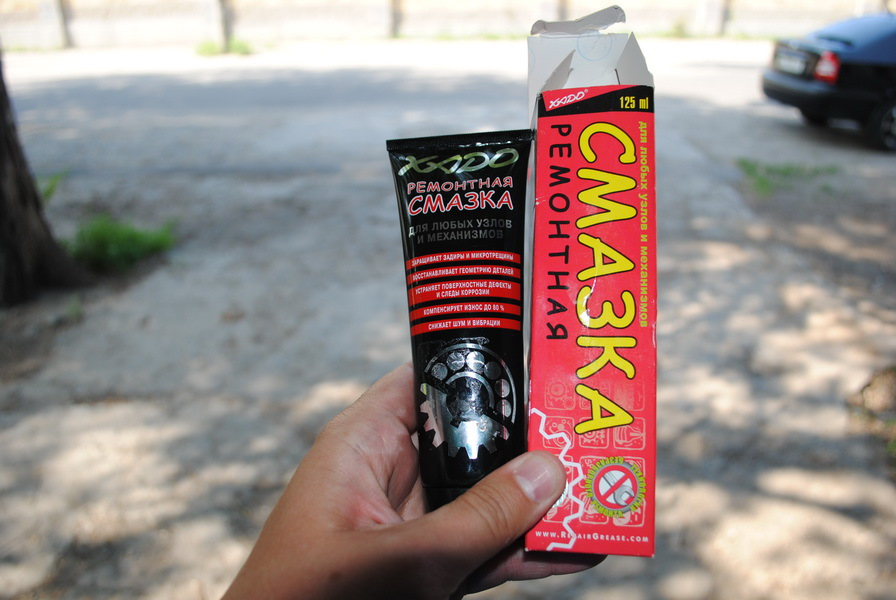 XADO
РЕМОНТНАЯ
СМАЗКА
ДЛЯ ЛЮБЫХ УЗЛОВ
И МЕХАНИЗМОВ
ЗАРАЩИВАЕТ ЗАДИРЫ И МИКРОТРЕЩИНЫ
ВОССТАНАВЛИВАЕТ ГЕОМЕТРИЮ ДЕТАЛЕЙ
УСТРАНЯЕТ ПОВЕРХНОСТНЫЕ ДЕФЕКТЫ
И СЛЕДЫ КОРРОЗИИ
КОМПЕНСИРУЕТ ИЗНОС ДО 80 %
СНИЖАЕТ ШУМ И ВИБРАЦИИ
XADO®
125 ml
для любых узлов и механизмов
СМАЗКА
РЕМОНТНАЯ
WWW.REPAIRGREASE.COM